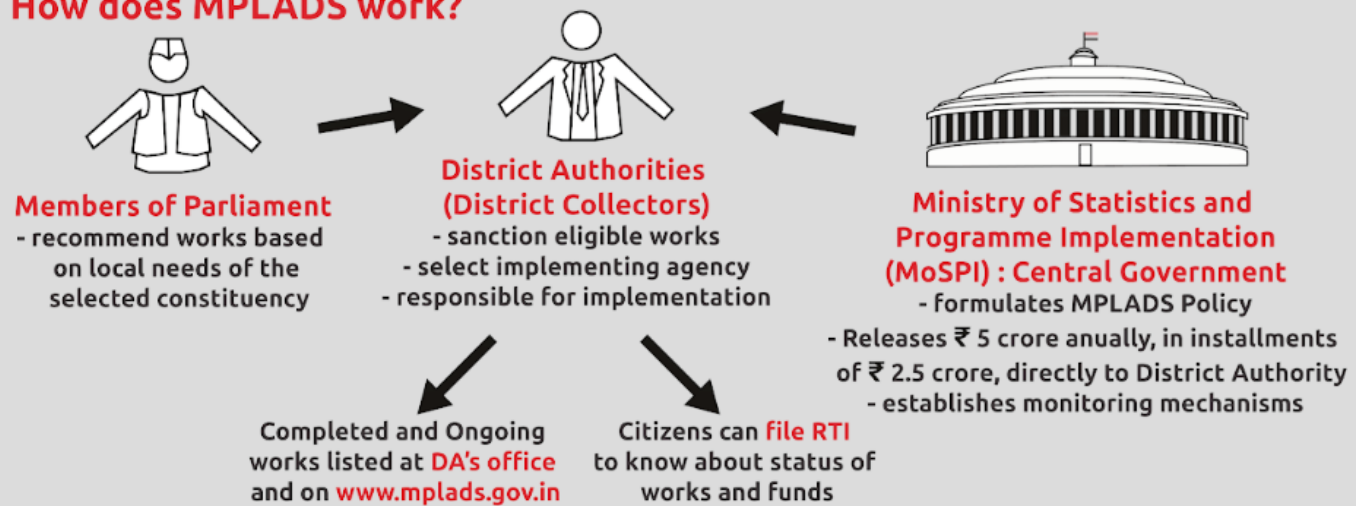 How does MPLADS work?
Members of Parliament
- recommend works based
on local needs of the
selected constituency
District Authorities
(District Collectors)
- sanction eligible works
- select implementing agency
- responsible for implementation
Ministry of Statistics and
Programme Implementation
(MoSPI) : Central Government
- formulates MPLADS Policy
- Releases ₹ 5 crore anually, in installments
of ₹ 2.5 crore, directly to District Authority
- establishes monitoring mechanisms
Completed and Ongoing
works listed at DA's office
and on www.mplads.gov.in
Citizens can file RTI
to know about status of
works and funds